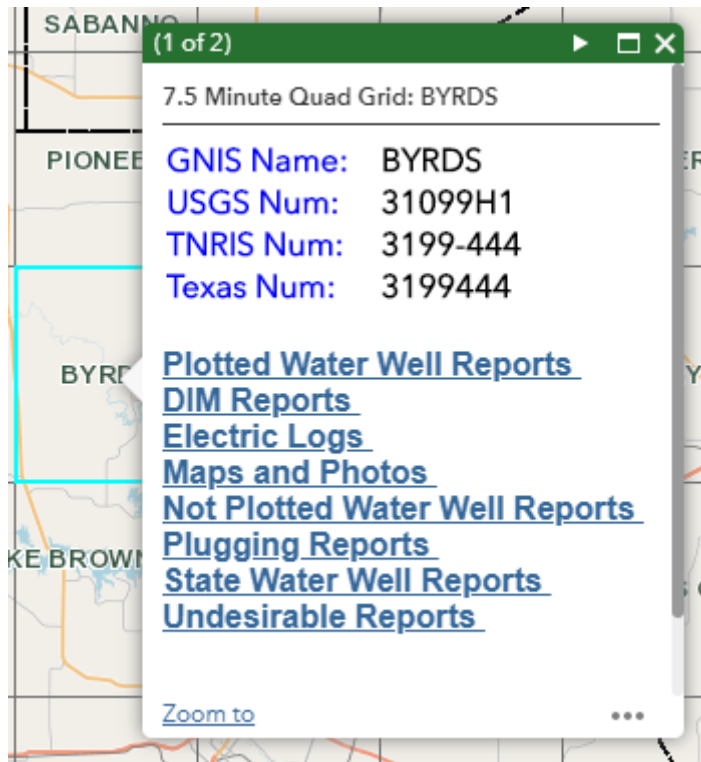 SABANNO
(1 of 2)
7.5 Minute Quad Grid: BYRDS
PIONEE
GNIS Name: BYRDS
USGS Num: 31099H1
TNRIS Num: 3199-444
Texas Num: 3199444
BYRD
Plotted Water Well Reports
DIM Reports
Electric Logs
Maps and Photos
Not Plotted Water Well Reports
Plugging Reports
KE BROWN
State Water Well Reports
Undesirable Reports
Zoom to